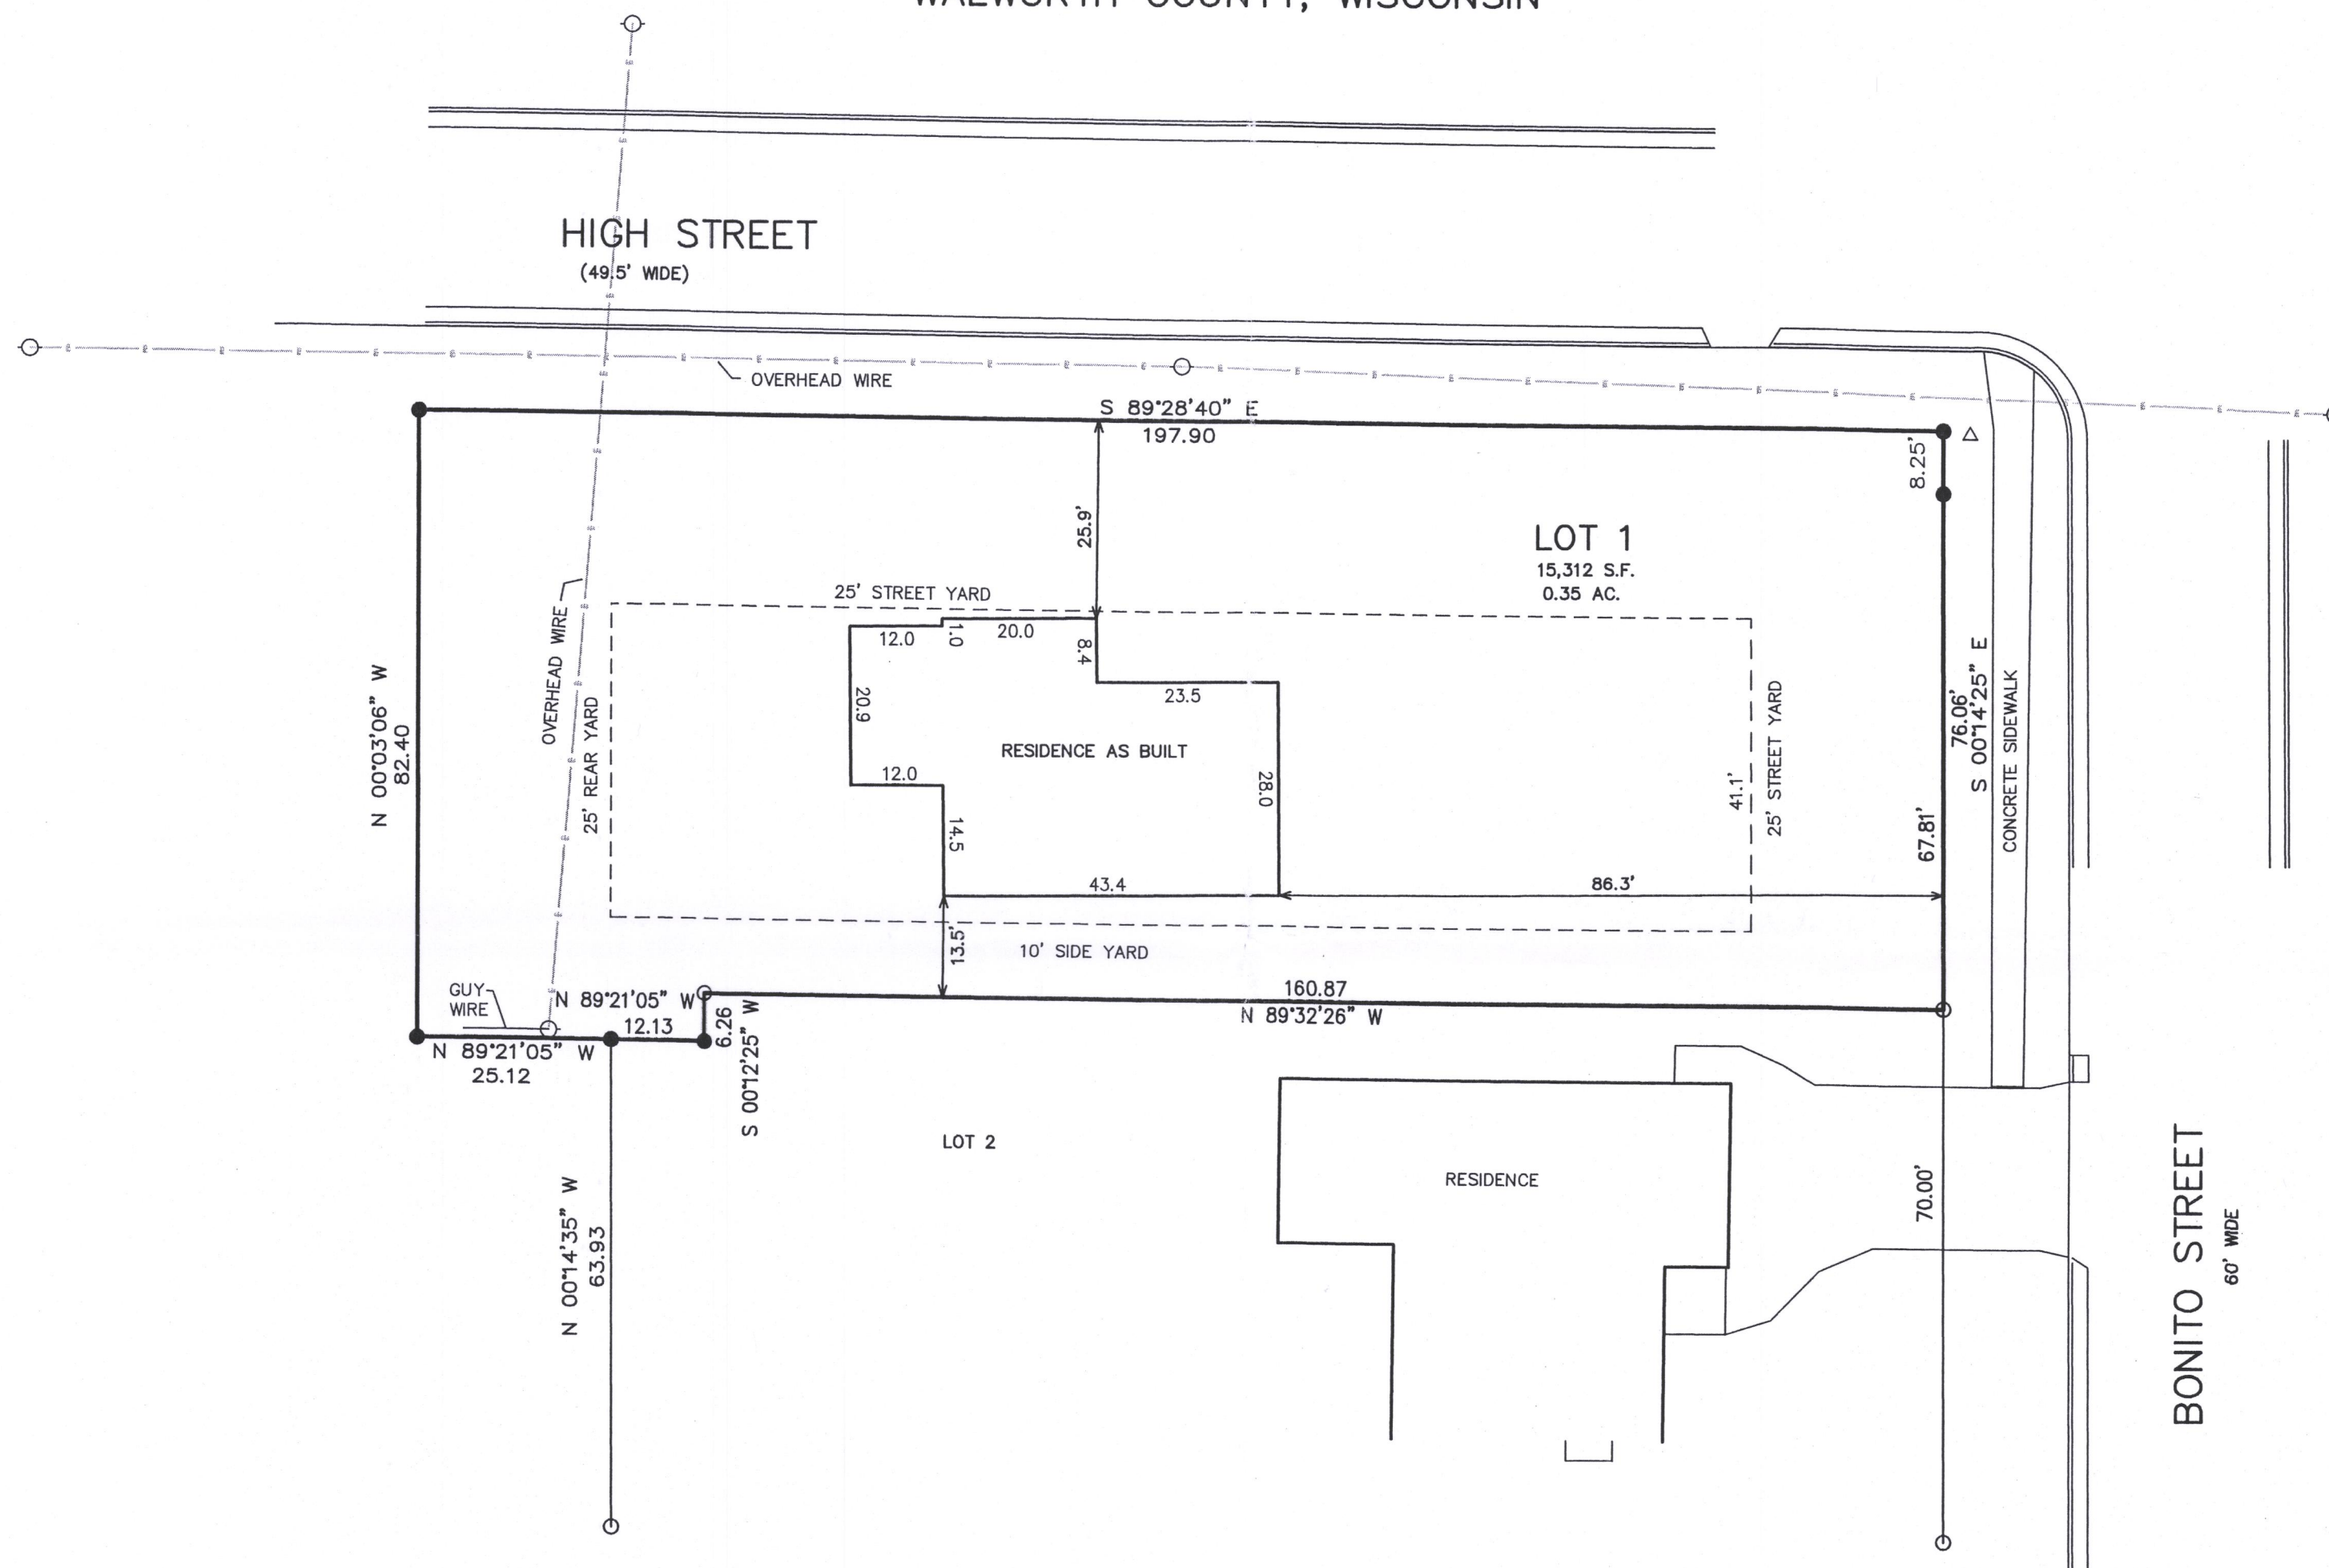 WALWORTH COUNTY, WISCONSIN
HIGH STREET
(49.5' WIDE)
OVERHEAD WIRE
S 89°28'40" E
197.90
8.25'
25.9'
LOT 1
15,312 S.F.
0.35 AC.
25' STREET YARD
12.0
1.0
20.0
8.4
23.5
20.9
RESIDENCE AS BUILT
12.0
28.0
14.5
43.4
86.3'
41.1'
25' STREET YARD
67.81'
76.06'
S 00°14'25" E
CONCRETE SIDEWALK
OVERHEAD WIRE
25' REAR YARD
N 00°03'06" W
82.40
13.5'
10' SIDE YARD
GUY
WIRE
N 89°21'05" W
12.13
6.26
S 00°12'25" W
160.87
N 89°32'26" W
N 89°21'05" W
25.12
N 00°14'35" W
63.93
LOT 2
RESIDENCE
70.00'
BONITO STREET
60' WIDE